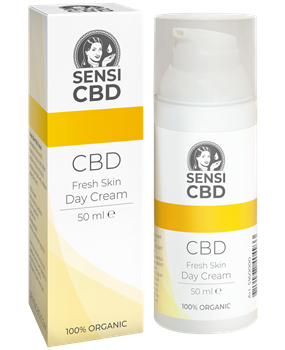 SENSI
CBD
CBD
Fresh Skin
Day Cream
50 ml e
100% ORGANIC
SENSI
CBD
CBD
Fresh Skin
Day Cream
50 ml e
100% ORGANIC